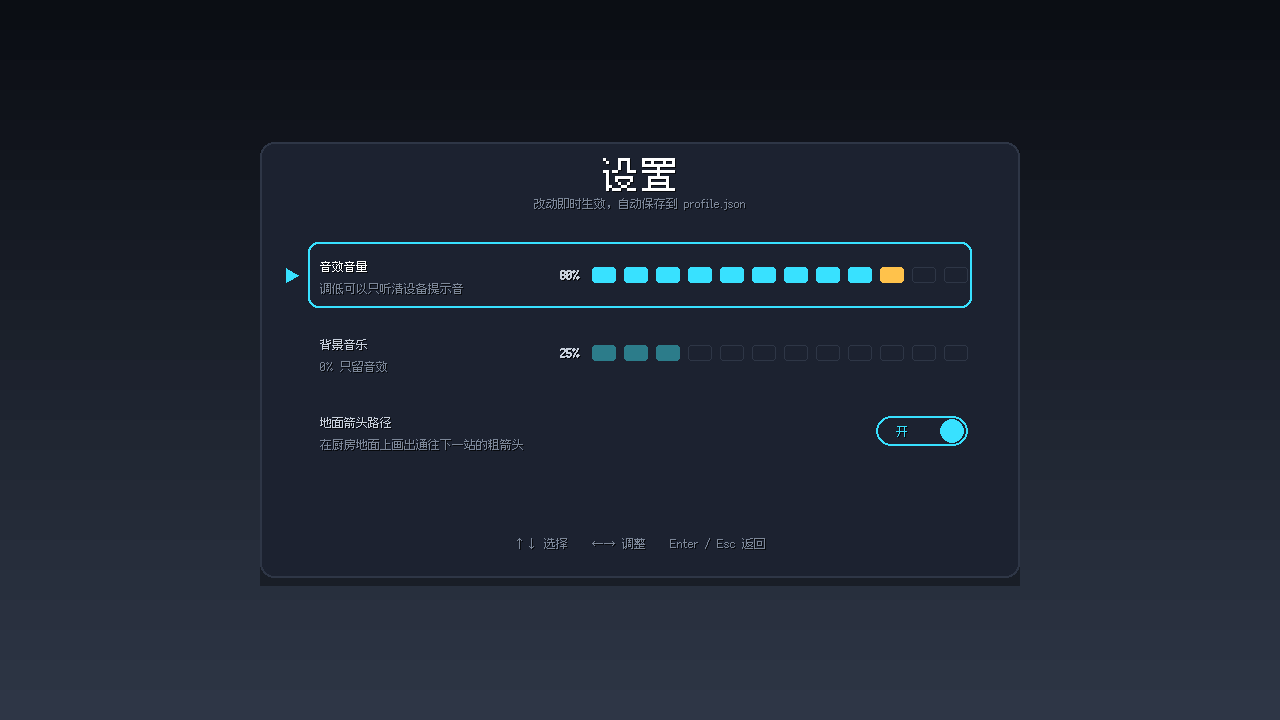 设置
改动即时生效，自动保存到 profile.json
音效音量
调低可以只听清设备提示音
80%
背景音乐
0% 只留音效
25%
地面箭头路径
在厨房地面上画出通往下一站的粗箭头
开
↑↓ 选择 ←→ 调整 Enter / Esc 返回